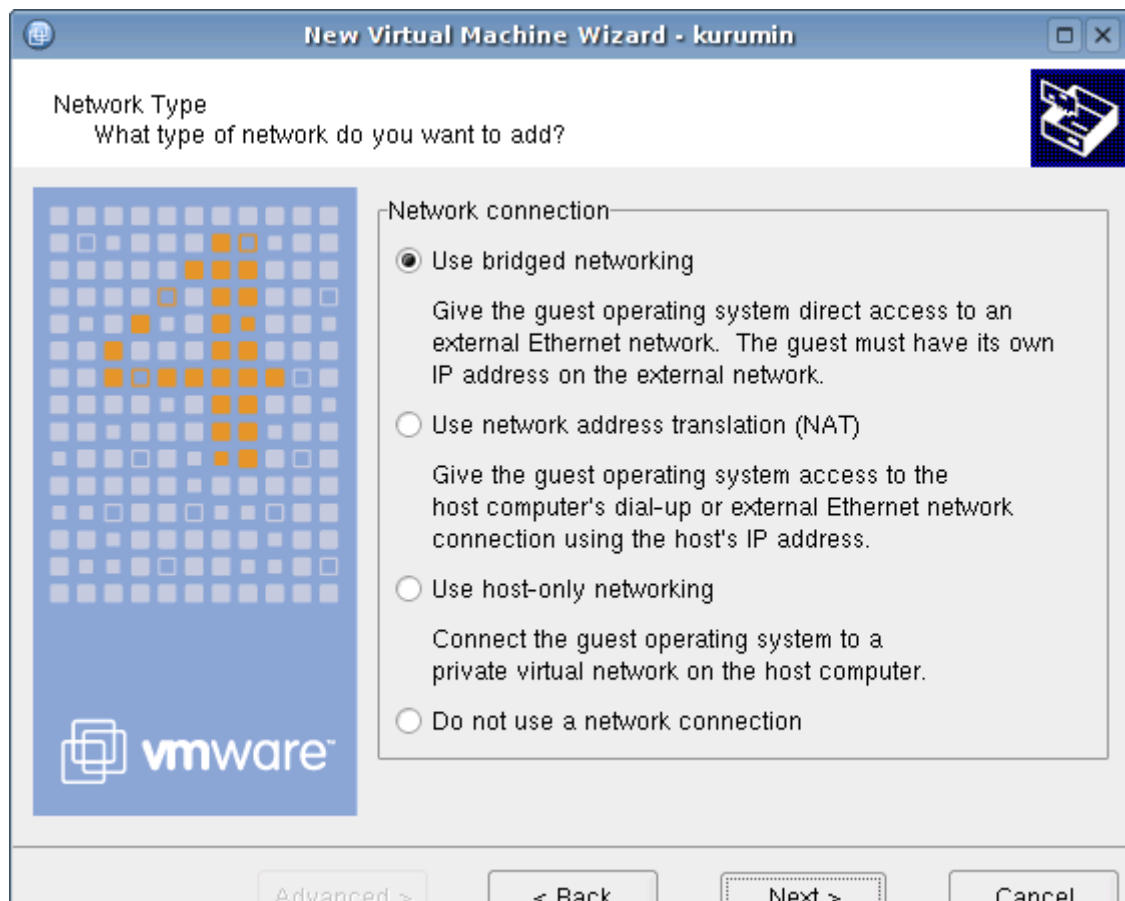 New Virtual Machine Wizard - kurumin
Network Type
What type of network do you want to add?
Network connection
Use bridged networking
Give the guest operating system direct access to an
external Ethernet network.  The guest must have its own
IP address on the external network.
Use network address translation (NAT)
Give the guest operating system access to the
host computer's dial-up or external Ethernet network
connection using the host's IP address.
Use host-only networking
Connect the guest operating system to a
private virtual network on the host computer.
Do not use a network connection
vmware™
Advanced > < Back Next > Cancel